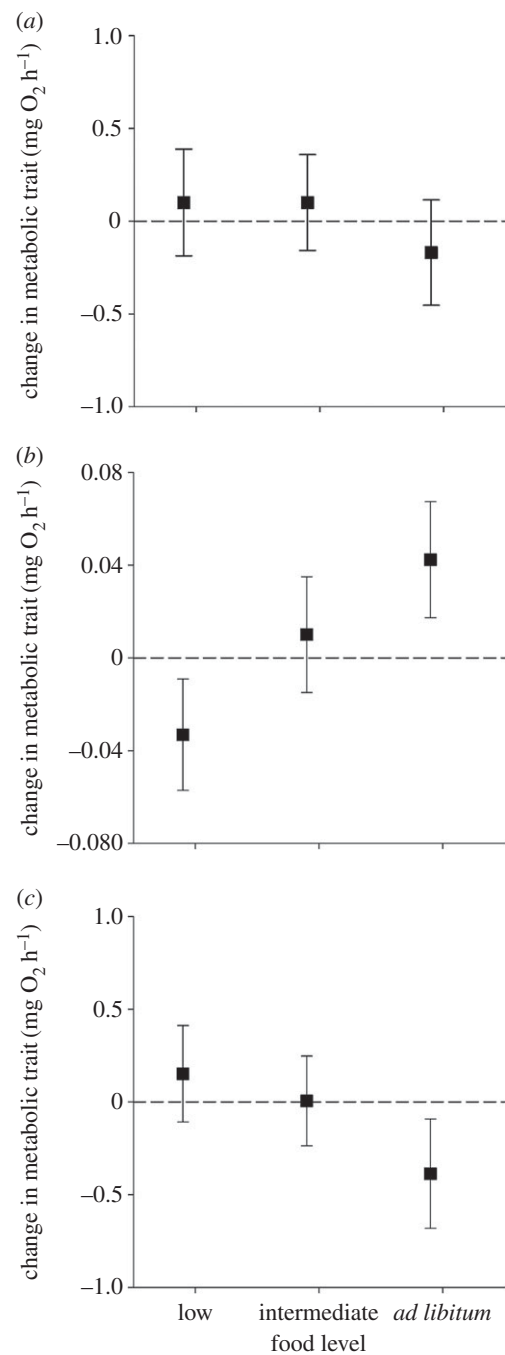 (a)
1.0
0.5
0
–0.5
–1.0
change in metabolic trait (mg O2 h–1)
(b)
0.08
0.04
0
–0.04
–0.080
change in metabolic trait (mg O2 h–1)
(c)
1.0
0.5
0
–0.5
–1.0
change in metabolic trait (mg O2 h–1)
low intermediate ad libitum
food level